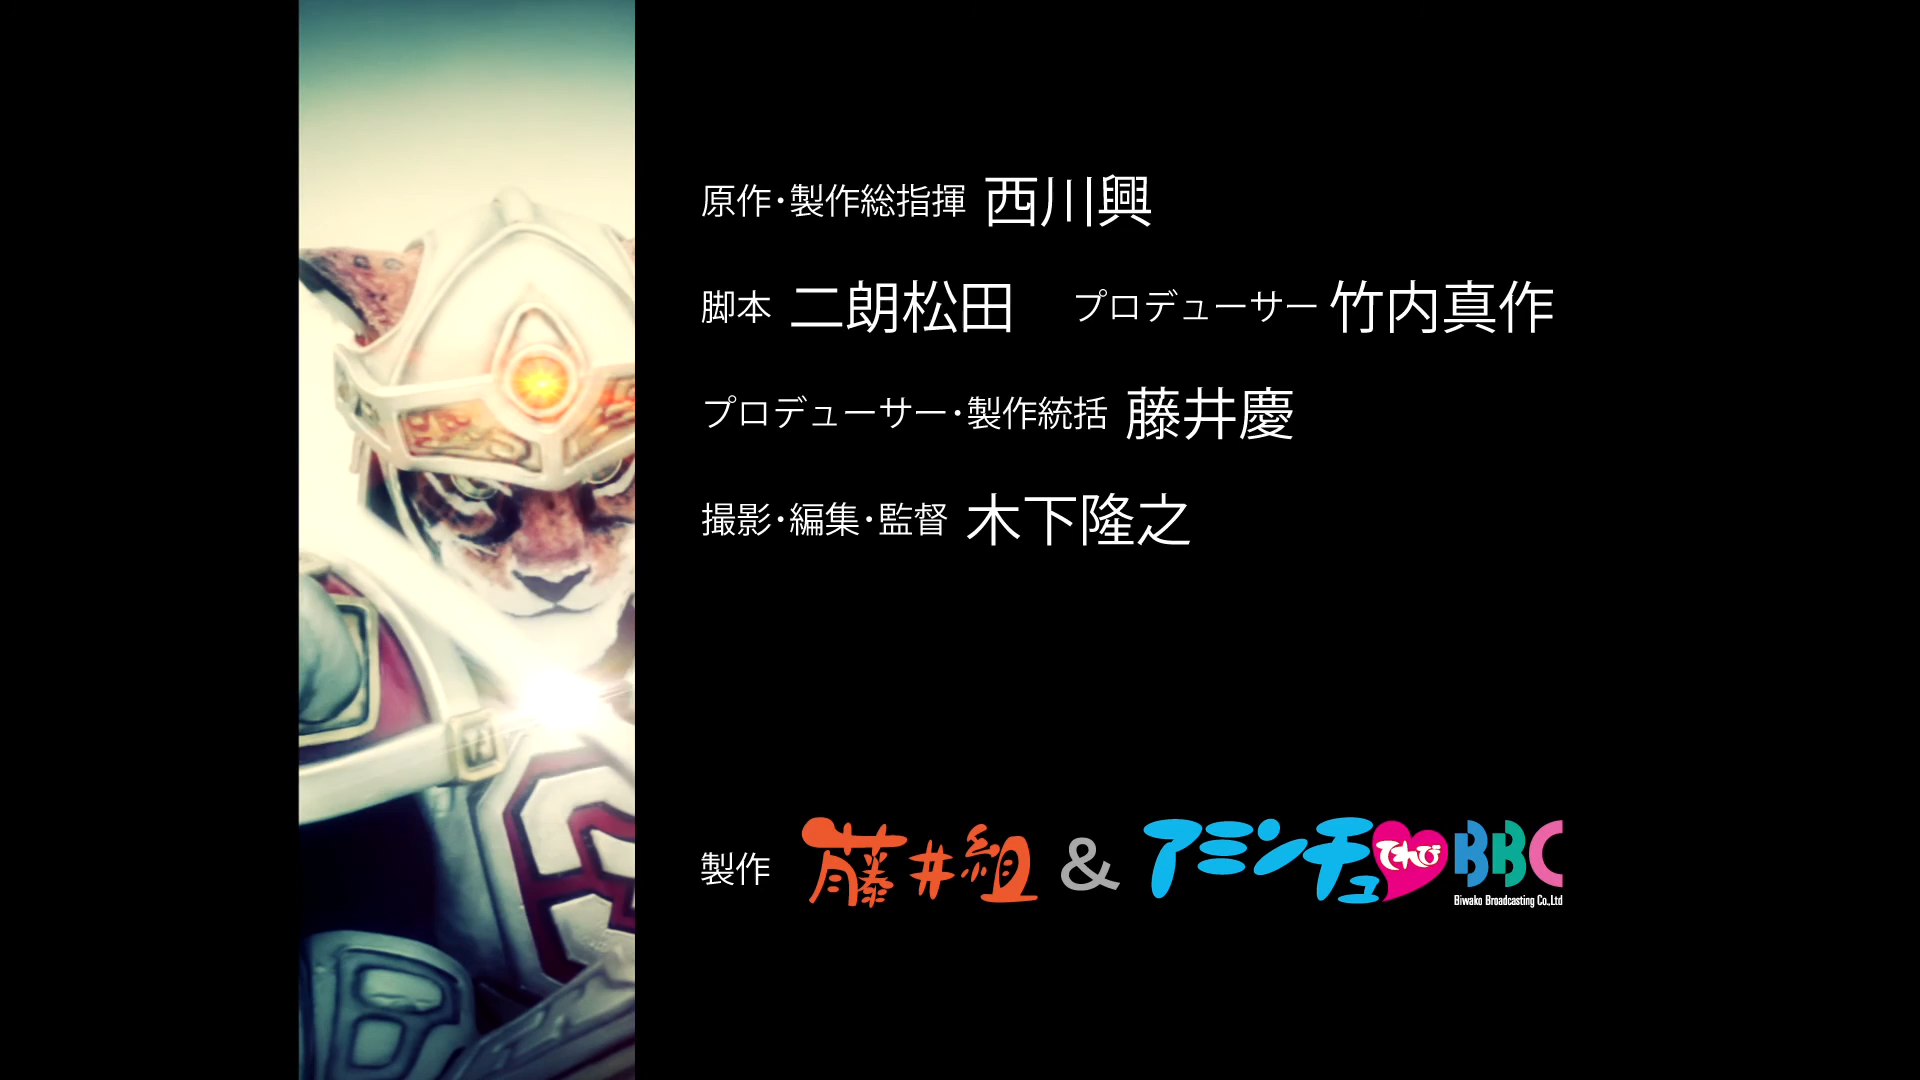 原作・製作総指揮 西川興
脚本 二朗松田 プロデューサー 竹内真作
プロデューサー・製作統括 藤井慶
撮影・編集・監督 木下隆之
製作 藤井組 & アミンチュてれび BBC
Biwako Broadcasting Co.,Ltd